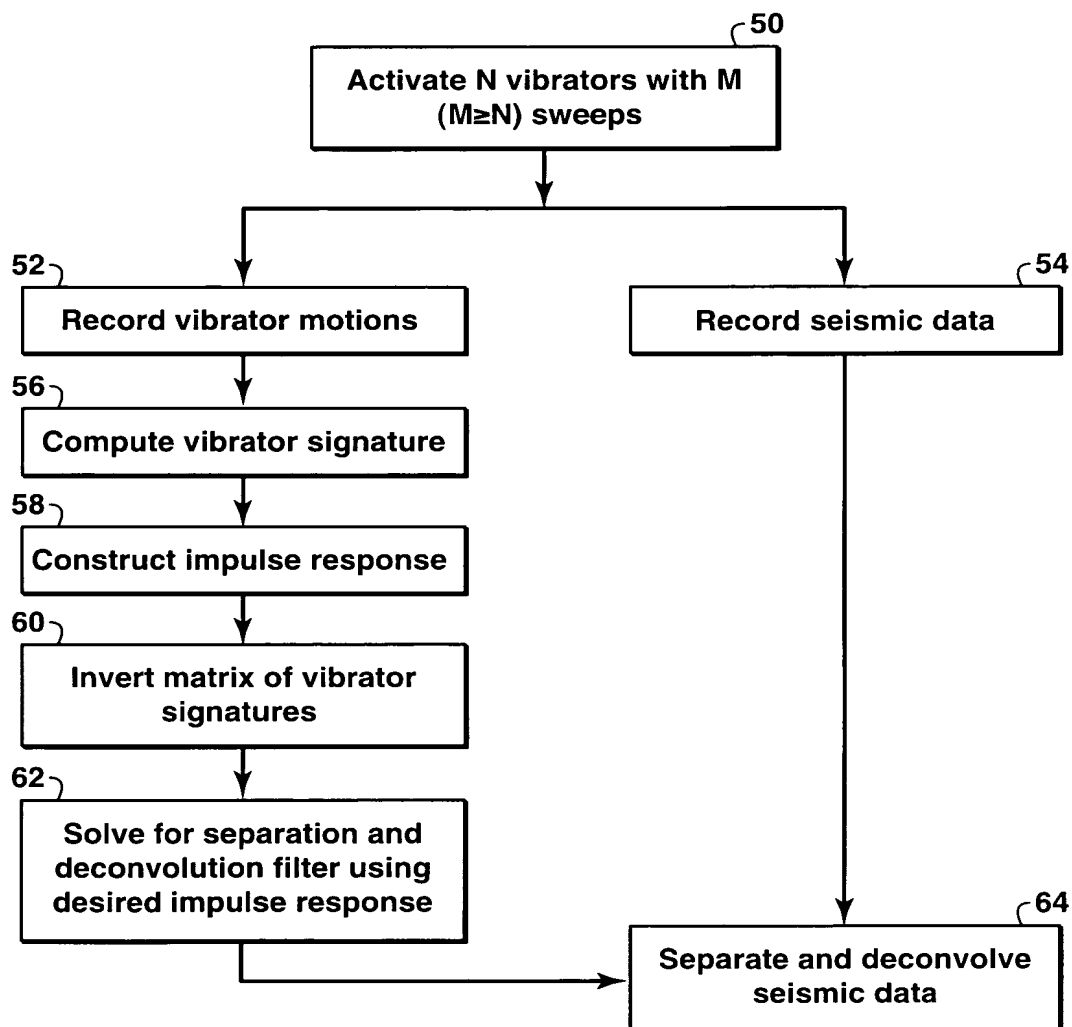 50
Activate N vibrators with M
(M≥N) sweeps
52
Record vibrator motions
54
Record seismic data
56
Compute vibrator signature
58
Construct impulse response
60
Invert matrix of vibrator
signatures
62
Solve for separation and
deconvolution filter using
desired impulse response
64
Separate and deconvolve
seismic data